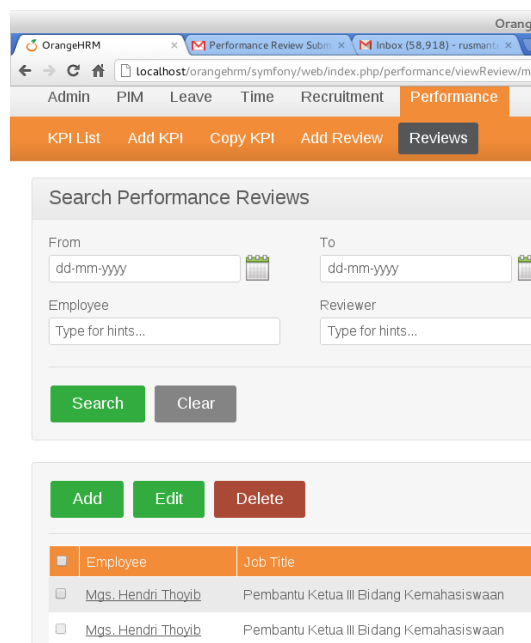 Orang
OrangeHRM × Performance Review Subm × Inbox (58,918) - rusmant ×
localhost/orangehrm/symfony/web/index.php/performance/viewReview/m
Admin PIM Leave Time Recruitment Performance
KPI List Add KPI Copy KPI Add Review Reviews
Search Performance Reviews
From To
dd-mm-yyyy dd-mm-yyyy
Employee Reviewer
Type for hints... Type for hints...
Search Clear
Add Edit Delete
Employee Job Title
Mgs. Hendri Thoyib Pembantu Ketua III Bidang Kemahasiswaan
Mgs. Hendri Thoyib Pembantu Ketua III Bidang Kemahasiswaan